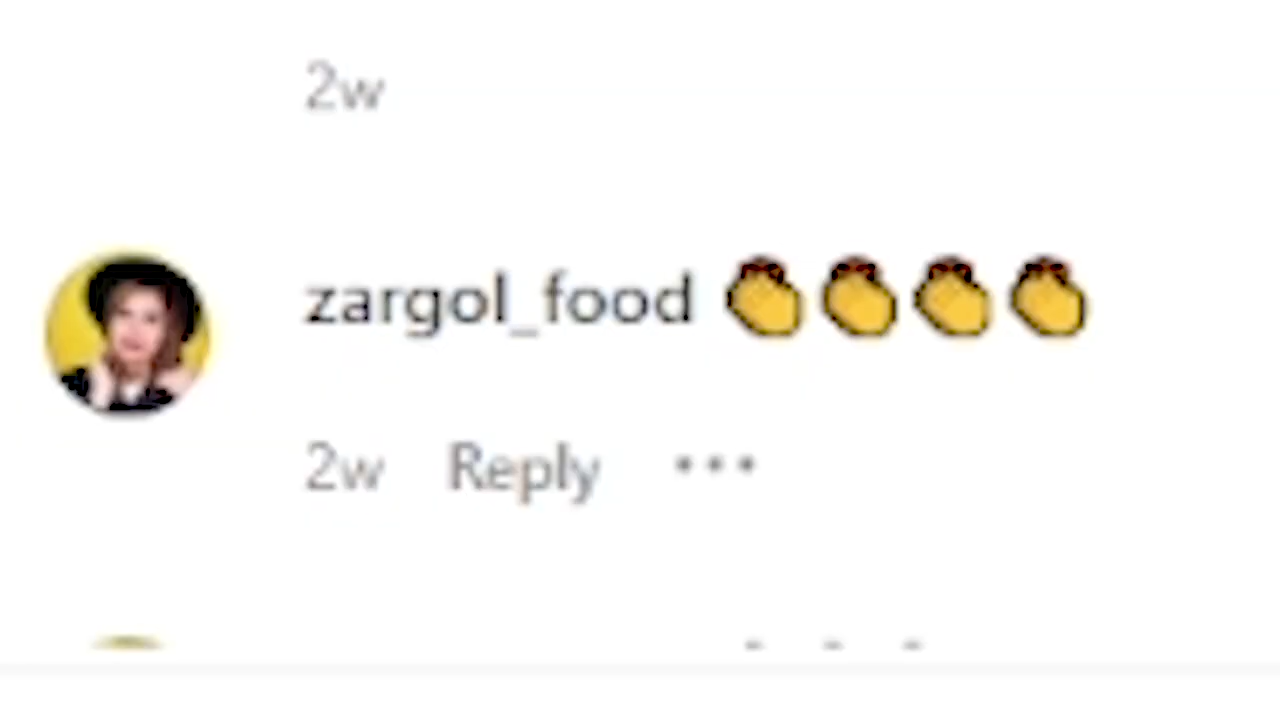 2w
zargol_food 👏👏👏👏
2w Reply •••